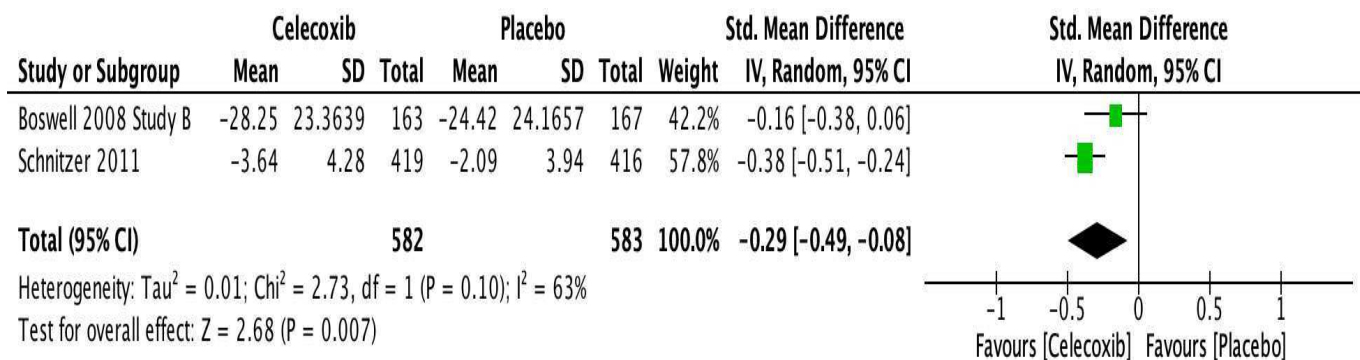 Celecoxib Placebo Std. Mean Difference Std. Mean Difference
Study or Subgroup Mean SD Total Mean SD Total Weight IV, Random, 95% CI IV, Random, 95% CI
Boswell 2008 Study B −28.25 23.3639 163 −24.42 24.1657 167 42.2% −0.16 [−0.38, 0.06]
Schnitzer 2011 −3.64 4.28 419 −2.09 3.94 416 57.8% −0.38 [−0.51, −0.24]
Total (95% CI) 582 583 100.0% −0.29 [−0.49, −0.08]
Heterogeneity: Tau² = 0.01; Chi² = 2.73, df = 1 (P = 0.10); I² = 63%
Test for overall effect: Z = 2.68 (P = 0.007)
−1 −0.5 0 0.5 1
Favours [Celecoxib] Favours [Placebo]